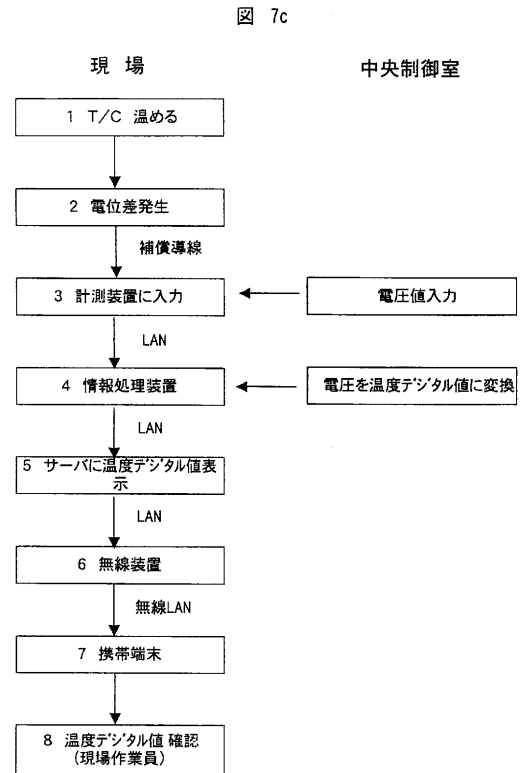 図 7c
現 場
中央制御室
1 T/C 温める
2 電位差発生
補償導線
3 計測装置に入力
電圧値入力
LAN
4 情報処理装置
電圧を温度デジタル値に変換
LAN
5 サーバに温度デジタル値表
示
LAN
6 無線装置
無線LAN
7 携帯端末
8 温度デジタル値 確認
(現場作業員)